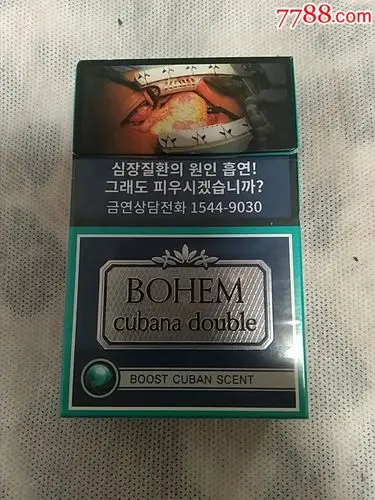 7788.com
심장질환의 원인 흡연!
그래도 피우시겠습니까?
금연상담전화 1544-9030
BOHEM
cubana double
BOOST CUBAN SCENT